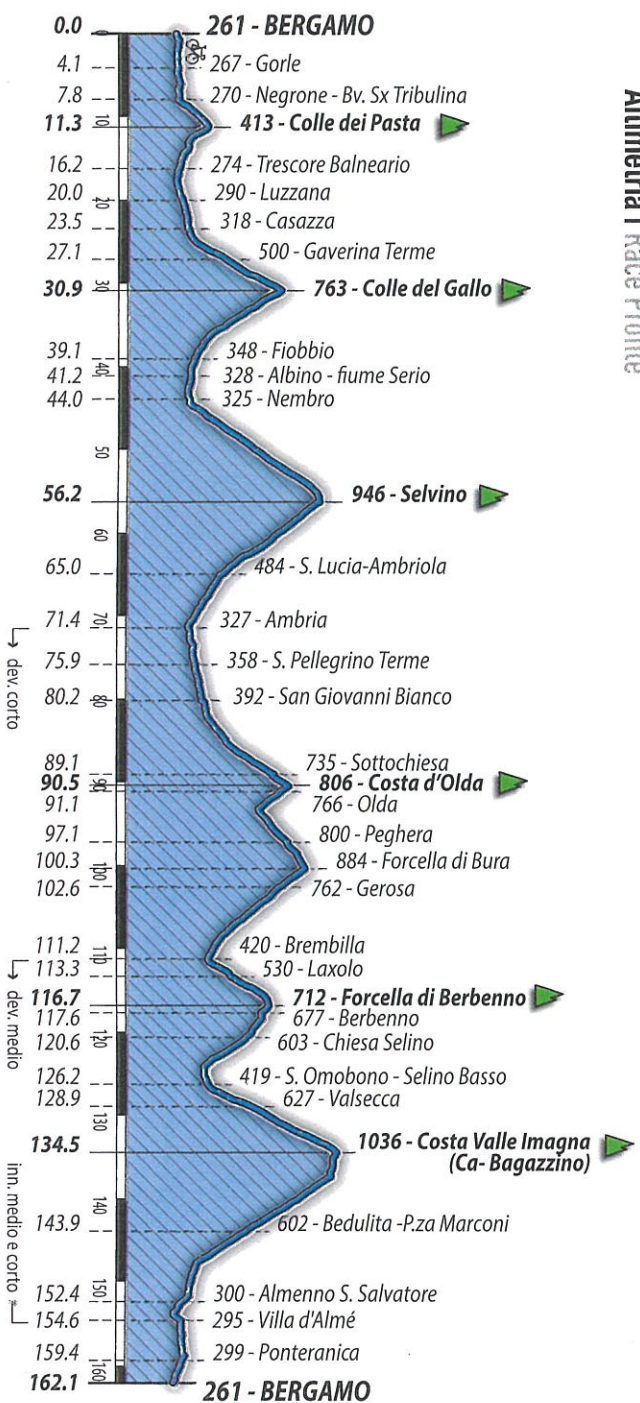 Altimetria | Race Profile
0.0 261 - BERGAMO
0
4.1 267 - Gorle
7.8 270 - Negrone - Bv. Sx Tribulina
10
11.3 413 - Colle dei Pasta
16.2 274 - Trescore Balneario
20.0 290 - Luzzana
20
23.5 318 - Casazza
27.1 500 - Gaverina Terme
30.9 763 - Colle del Gallo
30
39.1 348 - Fiobbio
40
41.2 328 - Albino - fiume Serio
44.0 325 - Nembro
50
56.2 946 - Selvino
60
65.0 484 - S. Lucia-Ambriola
70
71.4 327 - Ambria
↳ dev. corto
75.9 358 - S. Pellegrino Terme
80.2 392 - San Giovanni Bianco
80
89.1 735 - Sottochiesa
90.5 806 - Costa d'Olda
90
91.1 766 - Olda
97.1 800 - Peghera
100.3 884 - Forcella di Bura
100
102.6 762 - Gerosa
111.2 420 - Brembilla
110
↳ dev. medio
113.3 530 - Laxolo
116.7 712 - Forcella di Berbenno
117.6 677 - Berbenno
120.6 603 - Chiesa Selino
120
126.2 419 - S. Omobono - Selino Basso
128.9 627 - Valsecca
130
134.5 1036 - Costa Valle Imagna
(Ca- Bagazzino)
140
143.9 602 - Bedulita -P.za Marconi
150
152.4 300 - Almenno S. Salvatore
154.6 295 - Villa d'Almé
inn. medio e corto
159.4 299 - Ponteranica
160
162.1 261 - BERGAMO